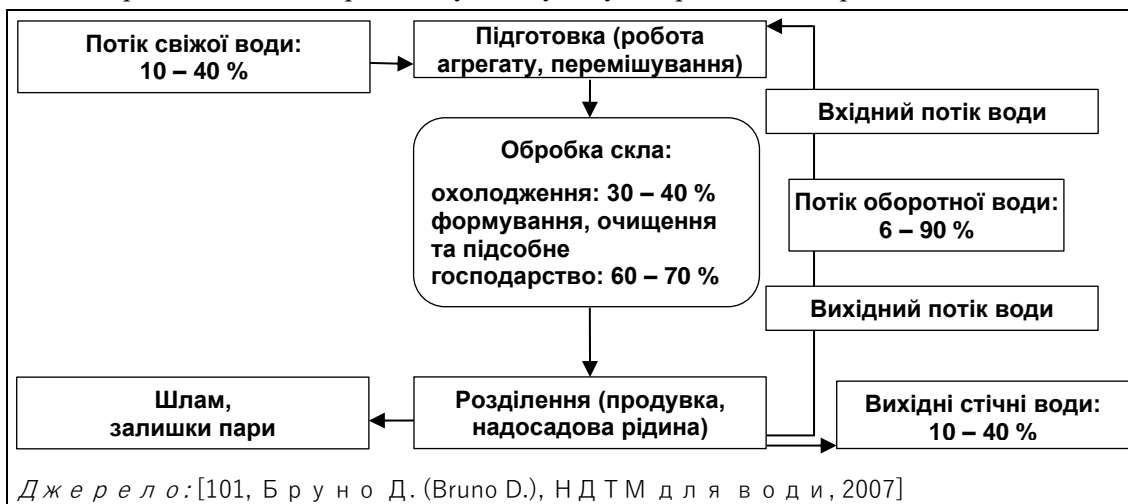 Потік свіжої води:
10 – 40 %
Підготовка (робота
агрегату, перемішування)
Вхідний потік води
Обробка скла:
охолодження: 30 – 40 %
формування, очищення
та підсобне
господарство: 60 – 70 %
Потік оборотної води:
6 – 90 %
Вихідний потік води
Шлам,
залишки пари
Розділення (продувка,
надосадова рідина)
Вихідні стічні води:
10 – 40 %
Джерело: [101, Бруно Д. (Bruno D.), НДТМ для води, 2007]